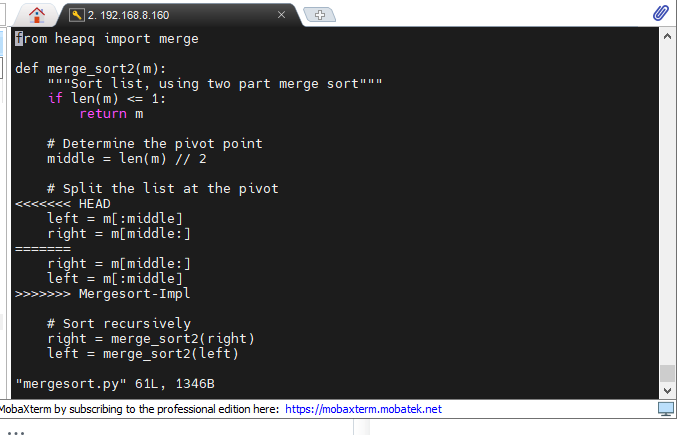 2. 192.168.8.160
from heapq import merge
def merge_sort2(m):
    """Sort list, using two part merge sort"""
    if len(m) <= 1:
        return m
    # Determine the pivot point
    middle = len(m) // 2
    # Split the list at the pivot
<<<<<<< HEAD
    left = m[:middle]
    right = m[middle:]
=======
    right = m[middle:]
    left = m[:middle]
>>>>>>> Mergesort-Impl
    # Sort recursively
    right = merge_sort2(right)
    left = merge_sort2(left)
"mergesort.py" 61L, 1346B
MobaXterm by subscribing to the professional edition here: https://mobaxterm.mobatek.net